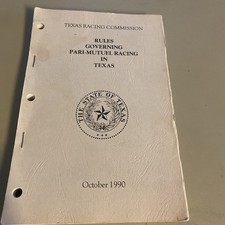 TEXAS RACING COMMISSION
RULES
GOVERNING
PARI-MUTUEL RACING
IN
TEXAS
THE STATE OF TEXAS
October 1990